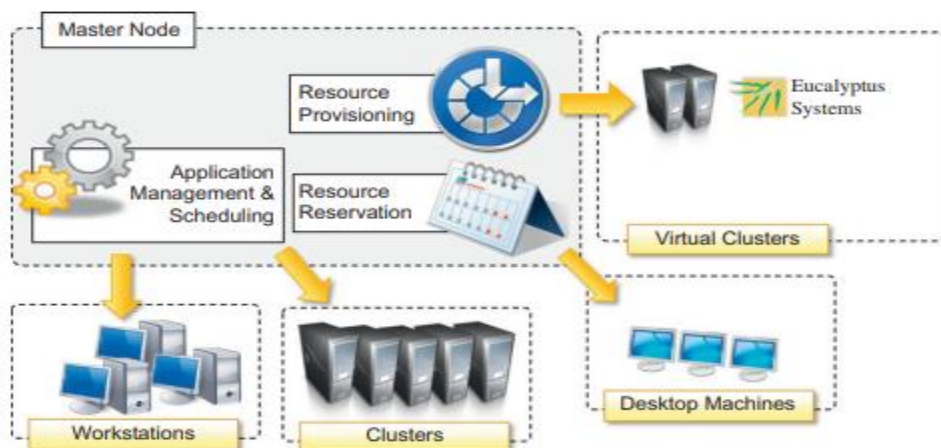 Master Node
Resource
Provisioning
Eucalyptus
Systems
Application
Management &
Scheduling
Resource
Reservation
Virtual Clusters
Workstations
Clusters
Desktop Machines